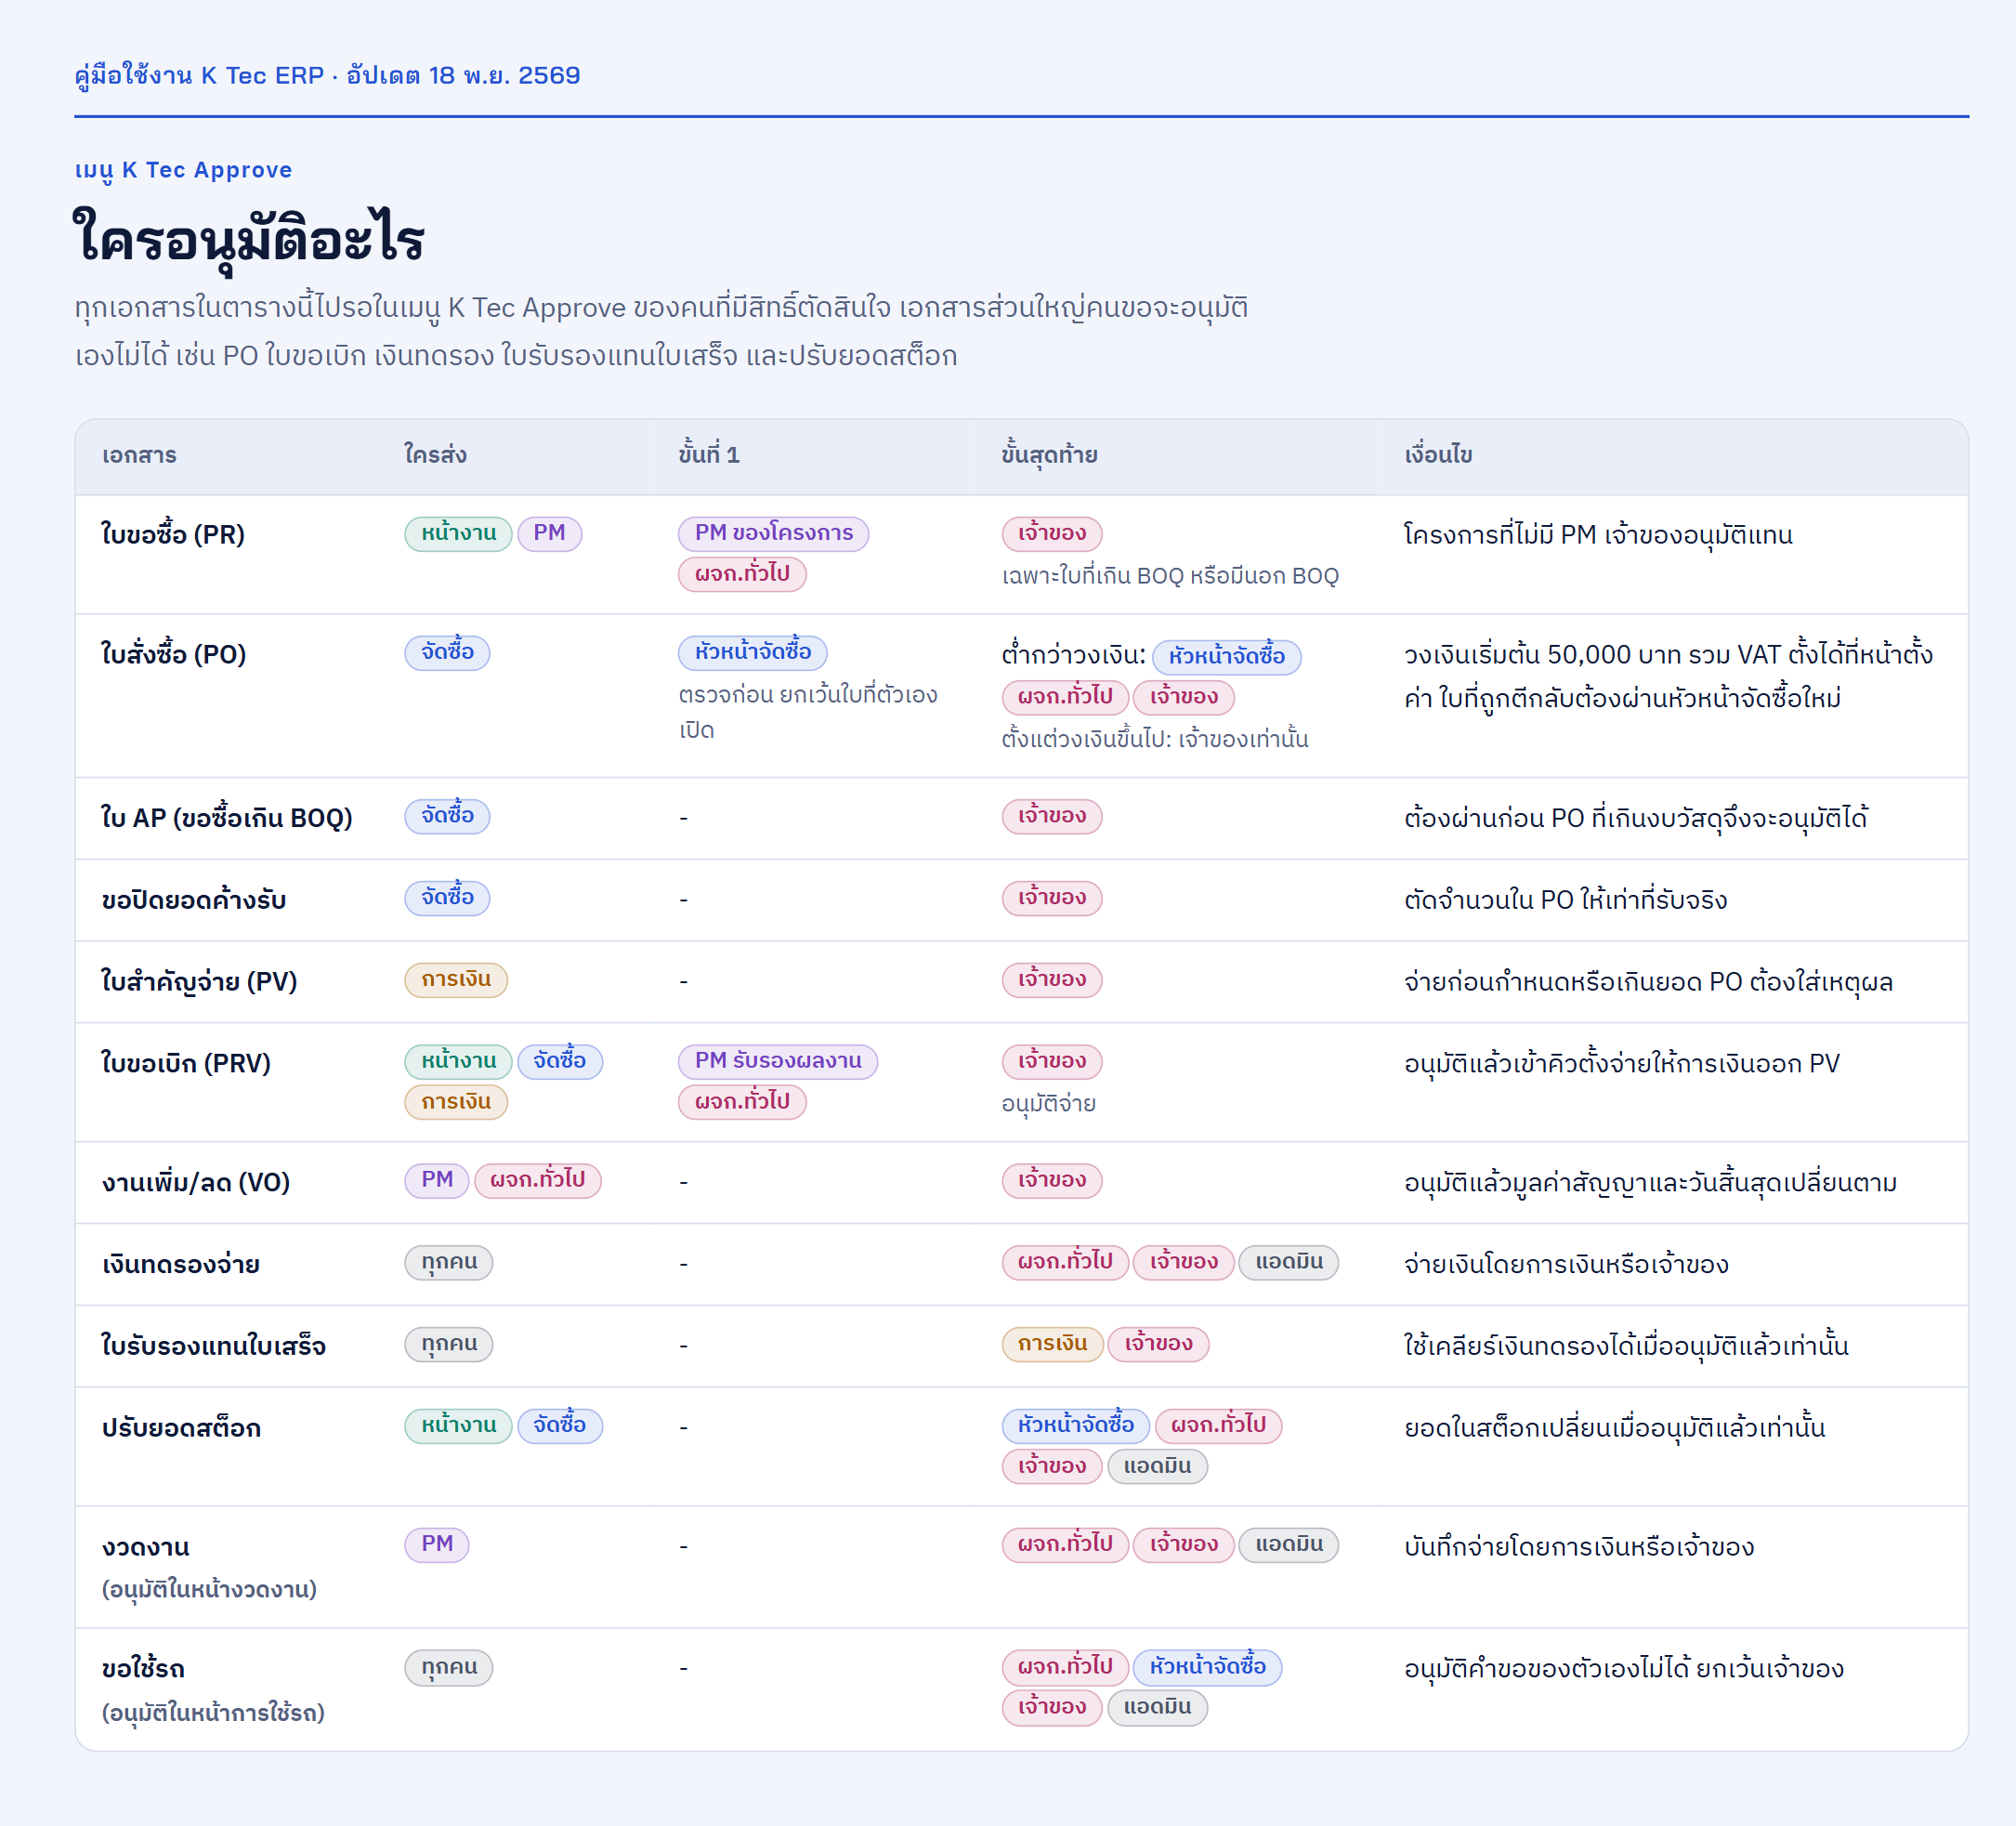 คู่มือใช้งาน K Tec ERP · อัปเดต 18 พ.ย. 2569
เมนู K Tec Approve
ใครอนุมัติอะไร
ทุกเอกสารในตารางนี้ไปรอในเมนู K Tec Approve ของคนที่มีสิทธิ์ตัดสินใจ เอกสารส่วนใหญ่คนขอจะอนุมัติ
เองไม่ได้ เช่น PO ใบขอเบิก เงินทดรอง ใบรับรองแทนใบเสร็จ และปรับยอดสต็อก
เอกสาร ใครส่ง ขั้นที่ 1 ขั้นสุดท้าย เงื่อนไข
ใบขอซื้อ (PR) หน้างาน PM PM ของโครงการ เจ้าของ โครงการที่ไม่มี PM เจ้าของอนุมัติแทน
ผจก.ทั่วไป เฉพาะใบที่เกิน BOQ หรือมีนอก BOQ
ใบสั่งซื้อ (PO) จัดซื้อ หัวหน้าจัดซื้อ ต่ำกว่าวงเงิน: หัวหน้าจัดซื้อ วงเงินเริ่มต้น 50,000 บาท รวม VAT ตั้งได้ที่หน้าตั้ง
ตรวจก่อน ยกเว้นใบที่ตัวเอง ผจก.ทั่วไป เจ้าของ ค่า ใบที่ถูกตีกลับต้องผ่านหัวหน้าจัดซื้อใหม่
เปิด ตั้งแต่วงเงินขึ้นไป: เจ้าของเท่านั้น
ใบ AP (ขอซื้อเกิน BOQ) จัดซื้อ - เจ้าของ ต้องผ่านก่อน PO ที่เกินงบวัสดุจึงจะอนุมัติได้
ขอปิดยอดค้างรับ จัดซื้อ - เจ้าของ ตัดจำนวนใน PO ให้เท่าที่รับจริง
ใบสำคัญจ่าย (PV) การเงิน - เจ้าของ จ่ายก่อนกำหนดหรือเกินยอด PO ต้องใส่เหตุผล
ใบขอเบิก (PRV) หน้างาน จัดซื้อ PM รับรองผลงาน เจ้าของ อนุมัติแล้วเข้าคิวตั้งจ่ายให้การเงินออก PV
การเงิน ผจก.ทั่วไป อนุมัติจ่าย
งานเพิ่ม/ลด (VO) PM ผจก.ทั่วไป - เจ้าของ อนุมัติแล้วมูลค่าสัญญาและวันสิ้นสุดเปลี่ยนตาม
เงินทดรองจ่าย ทุกคน - ผจก.ทั่วไป เจ้าของ แอดมิน จ่ายเงินโดยการเงินหรือเจ้าของ
ใบรับรองแทนใบเสร็จ ทุกคน - การเงิน เจ้าของ ใช้เคลียร์เงินทดรองได้เมื่ออนุมัติแล้วเท่านั้น
ปรับยอดสต็อก หน้างาน จัดซื้อ - หัวหน้าจัดซื้อ ผจก.ทั่วไป ยอดในสต็อกเปลี่ยนเมื่ออนุมัติแล้วเท่านั้น
เจ้าของ แอดมิน
งวดงาน PM - ผจก.ทั่วไป เจ้าของ แอดมิน บันทึกจ่ายโดยการเงินหรือเจ้าของ
(อนุมัติในหน้างวดงาน)
ขอใช้รถ ทุกคน - ผจก.ทั่วไป หัวหน้าจัดซื้อ อนุมัติคำขอของตัวเองไม่ได้ ยกเว้นเจ้าของ
(อนุมัติในหน้าการใช้รถ) เจ้าของ แอดมิน